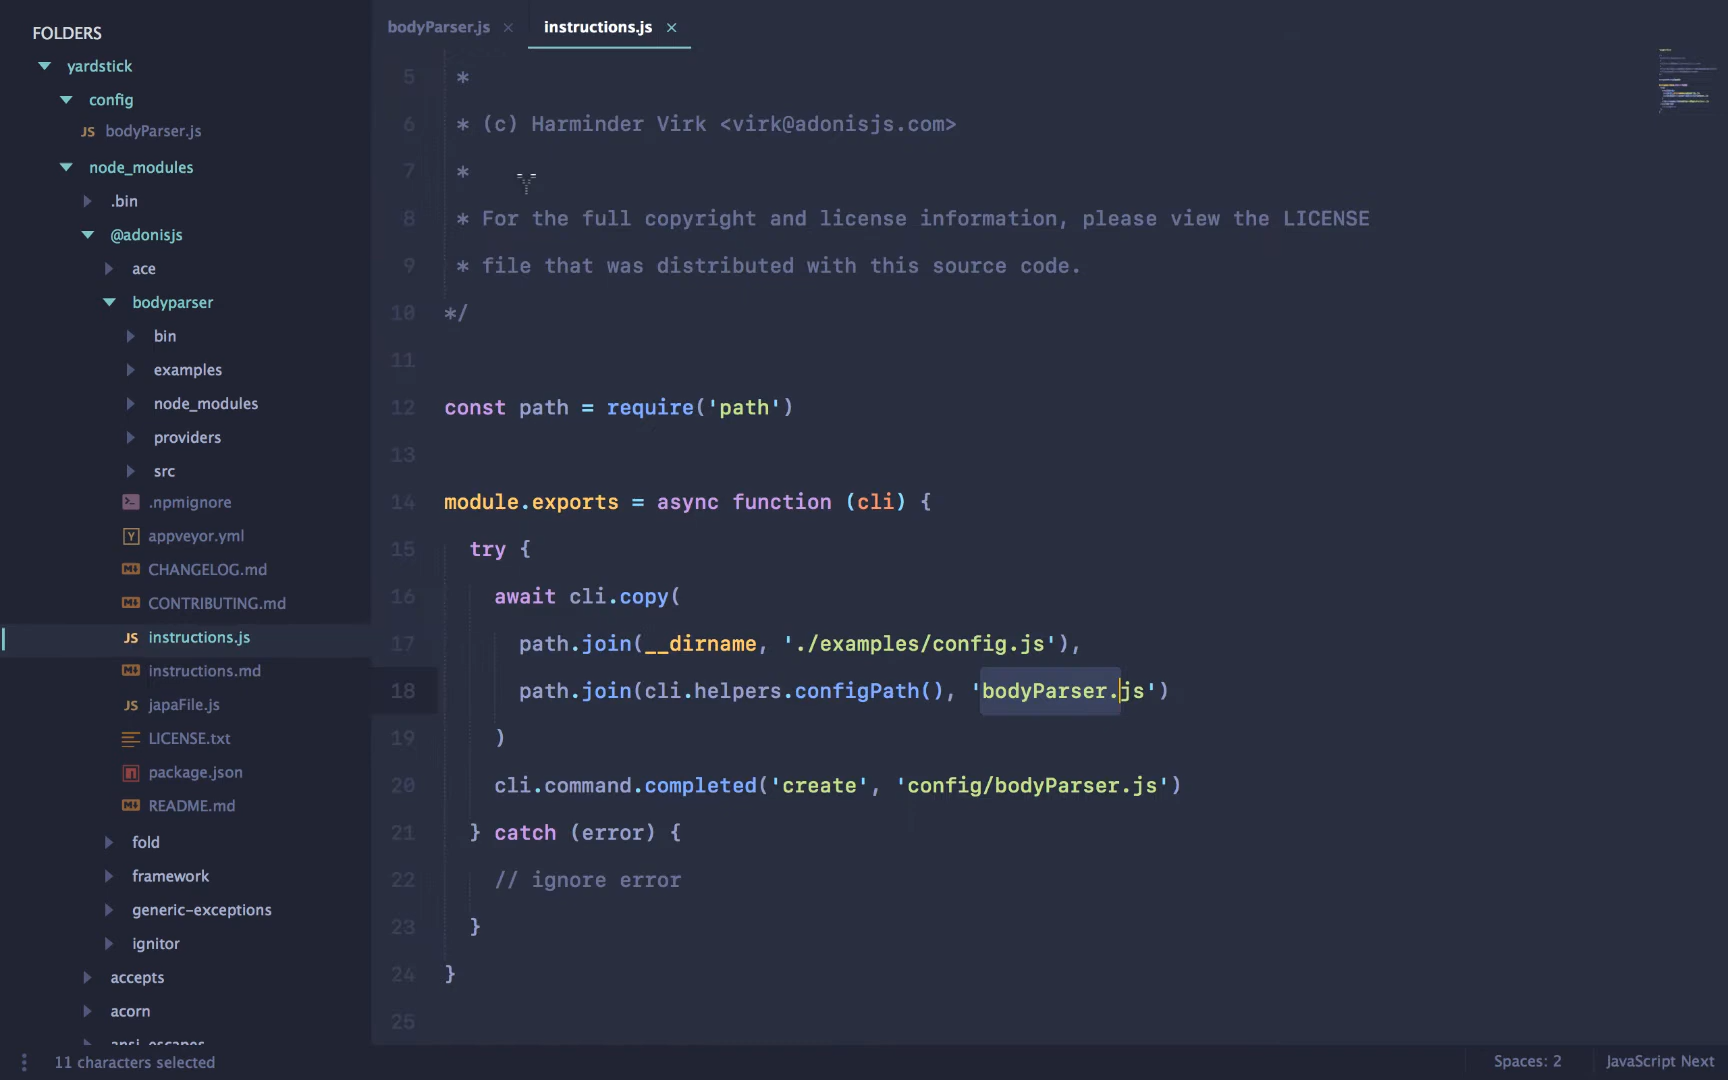 FOLDERS
yardstick
config
JS bodyParser.js
node_modules
.bin
@adonisjs
ace
bodyparser
bin
examples
node_modules
providers
src
.npmignore
Y appveyor.yml
CHANGELOG.md
CONTRIBUTING.md
JS instructions.js
instructions.md
JS japaFile.js
LICENSE.txt
package.json
README.md
fold
framework
generic-exceptions
ignitor
accepts
acorn
ansi_escapes
bodyParser.js ×
instructions.js ×
5 *
6 * (c) Harminder Virk <virk@adonisjs.com>
7 *
8 * For the full copyright and license information, please view the LICENSE
9 * file that was distributed with this source code.
10 */
11
12 const path = require('path')
13
14 module.exports = async function (cli) {
15 try {
16 await cli.copy(
17 path.join(__dirname, './examples/config.js'),
18 path.join(cli.helpers.configPath(), 'bodyParser.js')
19 )
20 cli.command.completed('create', 'config/bodyParser.js')
21 } catch (error) {
22 // ignore error
23 }
24 }
25
11 characters selected
Spaces: 2
JavaScript Next